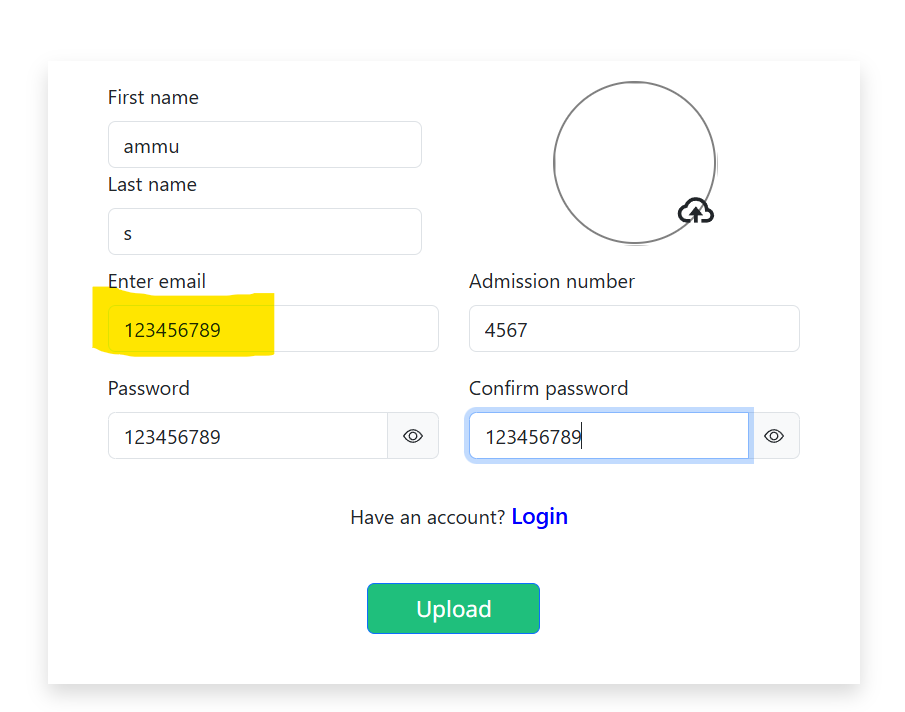 First name
ammu
Last name
s
Enter email
Admission number
123456789
4567
Password
Confirm password
123456789
123456789
Have an account? Login
Upload